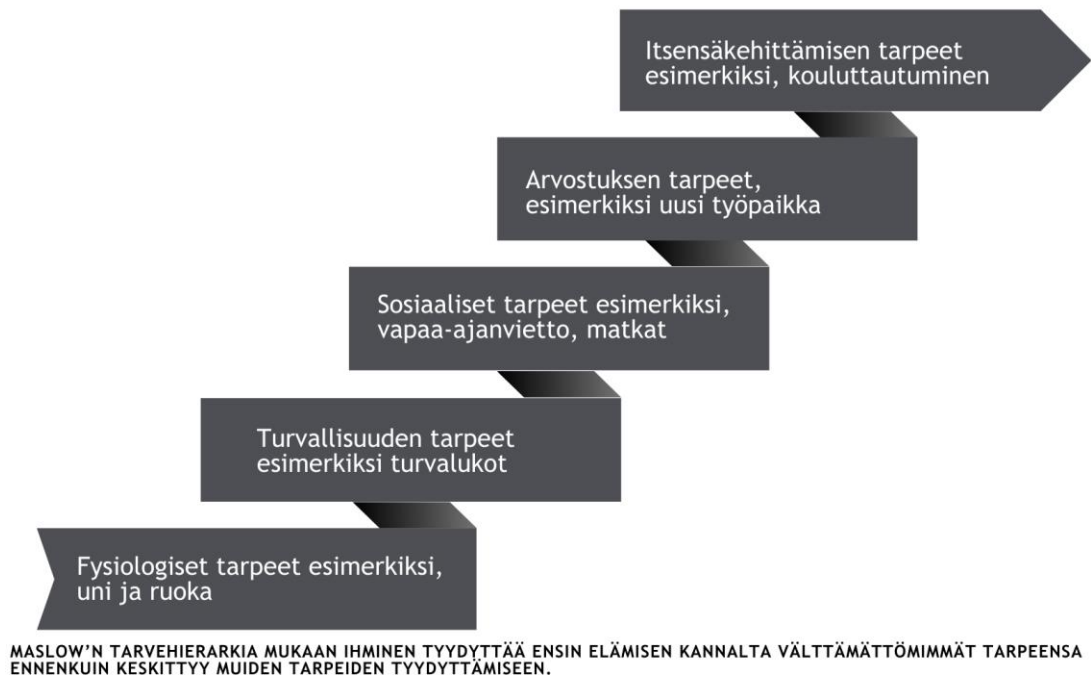 Itsensäkehittämisen tarpeet
esimerkiksi, kouluttautuminen
Arvostuksen tarpeet,
esimerkiksi uusi työpaikka
Sosiaaliset tarpeet esimerkiksi,
vapaa-ajanvietto, matkat
Turvallisuuden tarpeet
esimerkiksi turvalukot
Fysiologiset tarpeet esimerkiksi,
uni ja ruoka
MASLOW'N TARVEHIERARKIA MUKAAN IHMINEN TYYDYTTÄÄ ENSIN ELÄMISEN KANNALTA VÄLTTÄMÄTTÖMIMMÄT TARPEENSA
ENNENKUIN KESKITTYY MUIDEN TARPEIDEN TYYDYTTÄMISEEN.